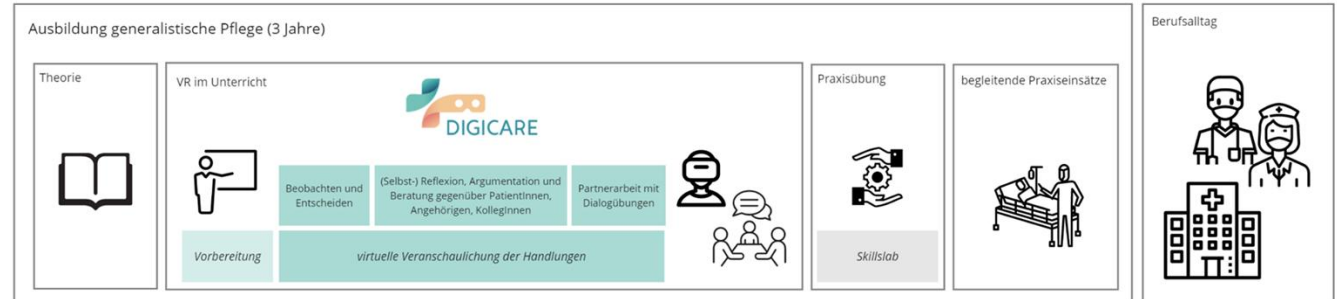 Ausbildung generalistische Pflege (3 Jahre)
Berufsalltag
Theorie
VR im Unterricht
DIGICARE
Beobachten und
Entscheiden
(Selbst-) Reflexion, Argumentation und
Beratung gegenüber PatientInnen,
Angehörigen, KollegInnen
Partnerarbeit mit
Dialogübungen
Vorbereitung
virtuelle Veranschaulichung der Handlungen
Praxisübung
Skillslab
begleitende Praxiseinsätze